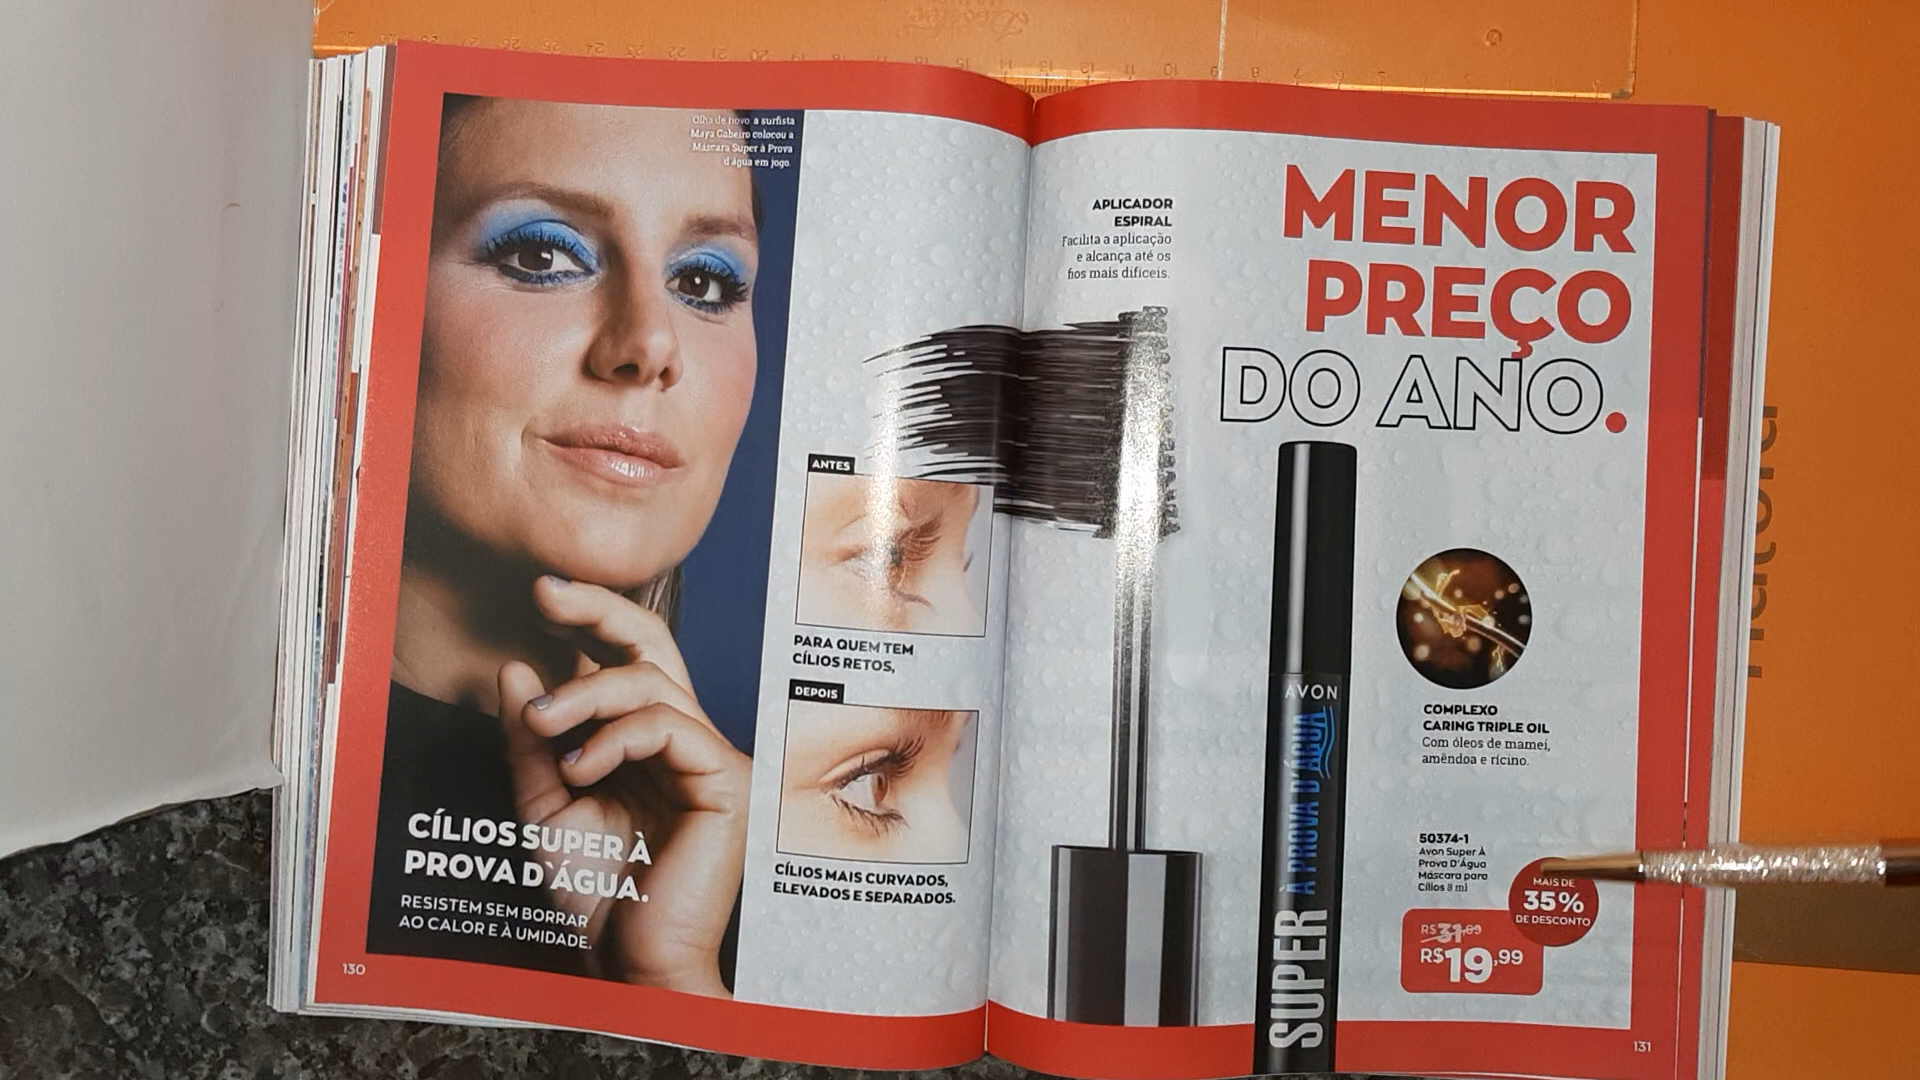 Olha de novo: a surfista
Maya Gabeiro colocou a
Máscara Super à Prova
d'água em jogo.
CÍLIOS SUPER À
PROVA D`ÁGUA.
RESISTEM SEM BORRAR
AO CALOR E À UMIDADE.
130
ANTES
PARA QUEM TEM
CÍLIOS RETOS,
DEPOIS
CÍLIOS MAIS CURVADOS,
ELEVADOS E SEPARADOS.
APLICADOR
ESPIRAL
Facilita a aplicação
e alcança até os
fios mais difíceis.
MENOR
PREÇO
DO ANO.
AVON
SUPER À PROVA D'ÁGUA
COMPLEXO
CARING TRIPLE OIL
Com óleos de mamei,
amêndoa e rícino.
50374-1
Avon Super À
Prova D'Água
Máscara para
Cílios 8 ml
MAIS DE
35%
DE DESCONTO
R$ 31,89
R$19,99
131